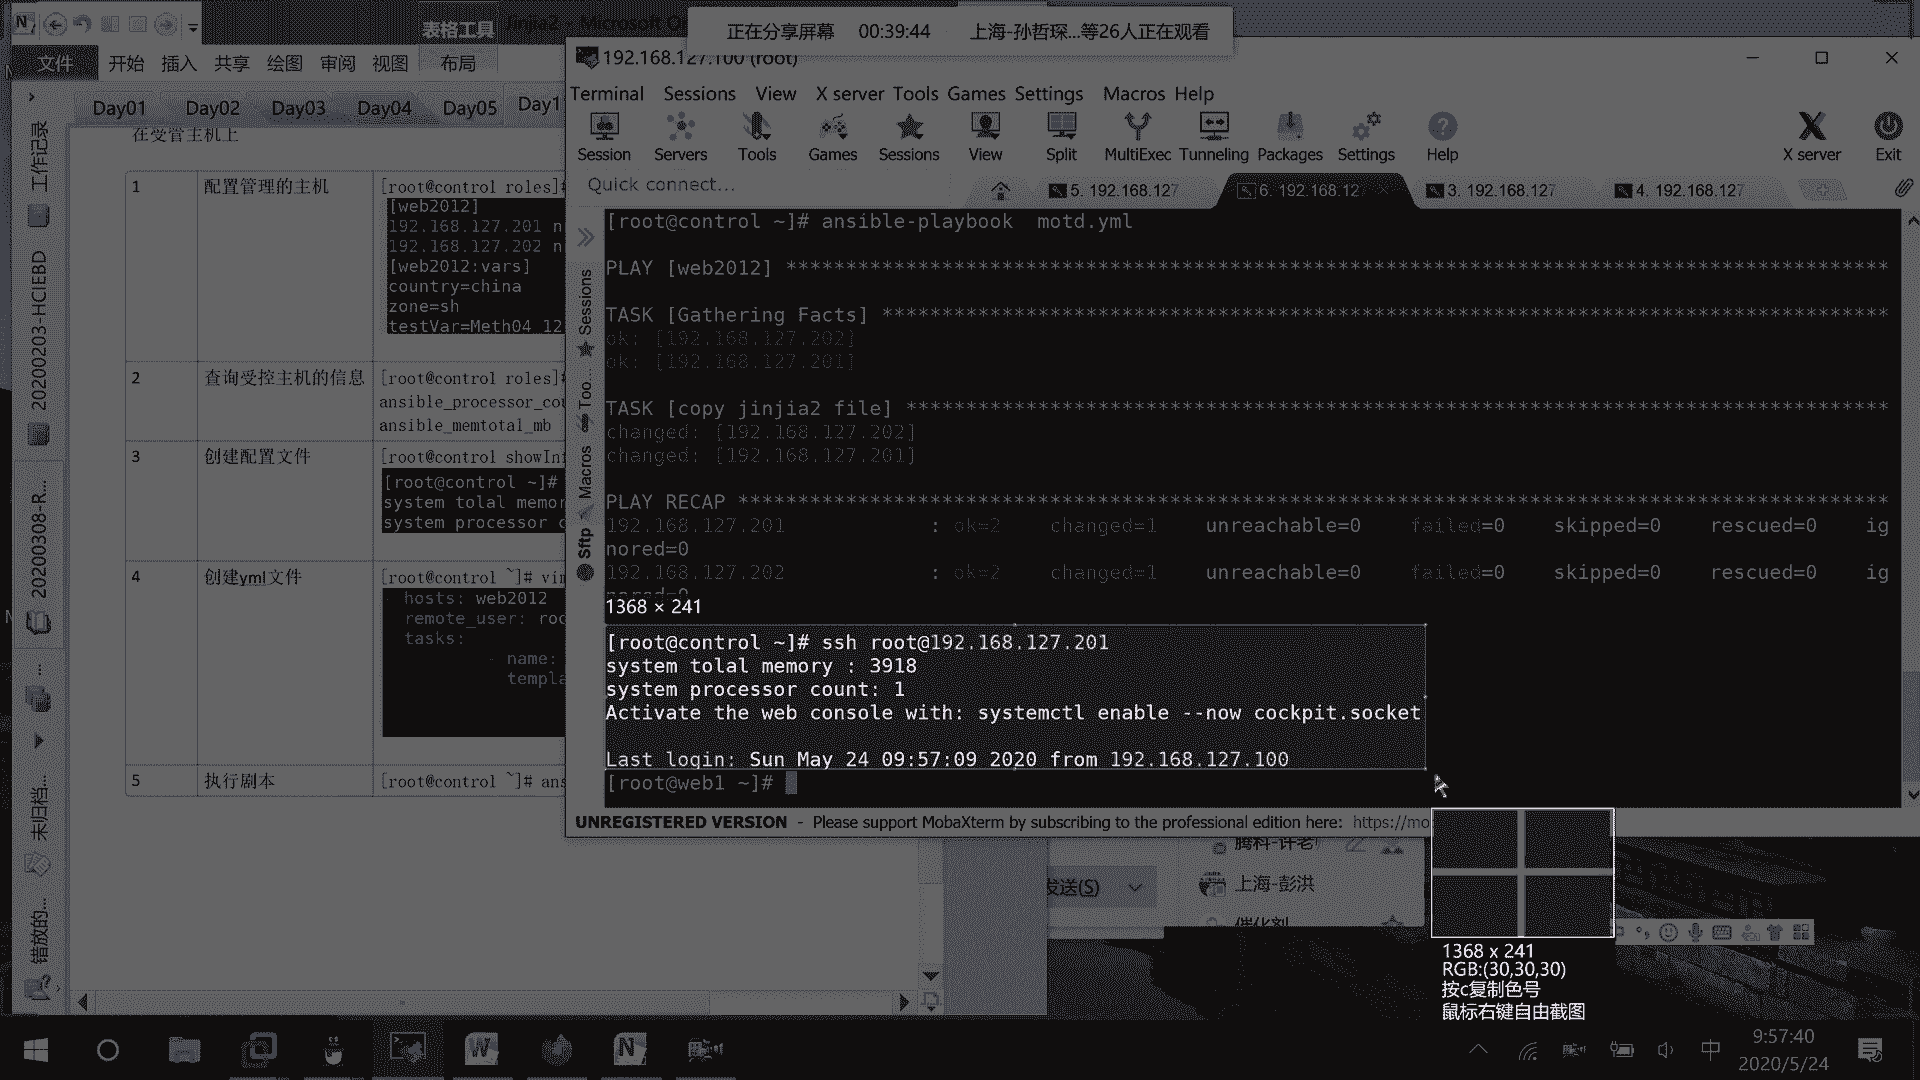 表格工具
Jinjia2 - Microsoft O
正在分享屏幕 00:39:44 上海-孙哲琛...等26人正在观看
文件 开始 插入 共享 绘图 审阅 视图 布局
192.168.127.100 (root)
Terminal Sessions View X server Tools Games Settings Macros Help
Day01 Day02 Day03 Day04 Day05 Day1
Session Servers Tools Games Sessions View Split MultiExec Tunneling Packages Settings Help X server Exit
Quick connect...
5. 192.168.127 6. 192.168.12 3. 192.168.127 4. 192.168.127
工作记录
20200203-HCIEBD
20200308-R...
未归档...
错放的...
在受管主机上
1 配置管理的主机 [root@control roles]#
[web2012]
192.168.127.201 n
192.168.127.202 n
[web2012:vars]
country=china
zone=sh
testVar=Meth04 12
2 查询受控主机的信息 [root@control roles]#
ansible_processor_cou
ansible_memtotal_mb
3 创建配置文件 [root@control showInf
[root@control ~]#
system tolal memor
system processor c
4 创建yml文件 [root@control ~]# vim
- hosts: web2012
remote_user: roo
tasks:
- name:
templa
5 执行剧本 [root@control ~]# ans
Sessions
Too...
Macros
Sftp
[root@control ~]# ansible-playbook  motd.yml
PLAY [web2012] ********************************************************************************************
TASK [Gathering Facts] ************************************************************************************
ok: [192.168.127.202]
ok: [192.168.127.201]
TASK [copy jinjia2 file] **********************************************************************************
changed: [192.168.127.202]
changed: [192.168.127.201]
PLAY RECAP ************************************************************************************************
192.168.127.201 : ok=2 changed=1 unreachable=0 failed=0 skipped=0 rescued=0 ig
nored=0
192.168.127.202 : ok=2 changed=1 unreachable=0 failed=0 skipped=0 rescued=0 ig
nored=0
1368 × 241
[root@control ~]# ssh root@192.168.127.201
system tolal memory : 3918
system processor count: 1
Activate the web console with: systemctl enable --now cockpit.socket
Last login: Sun May 24 09:57:09 2020 from 192.168.127.100
[root@web1 ~]#
UNREGISTERED VERSION - Please support MobaXterm by subscribing to the professional edition here: https://mo
腾科-许老
发送(S)
上海-彭洪
催化剂
1368 x 241
RGB:(30,30,30)
按c复制色号
鼠标右键自由截图
中
9:57:40
2020/5/24